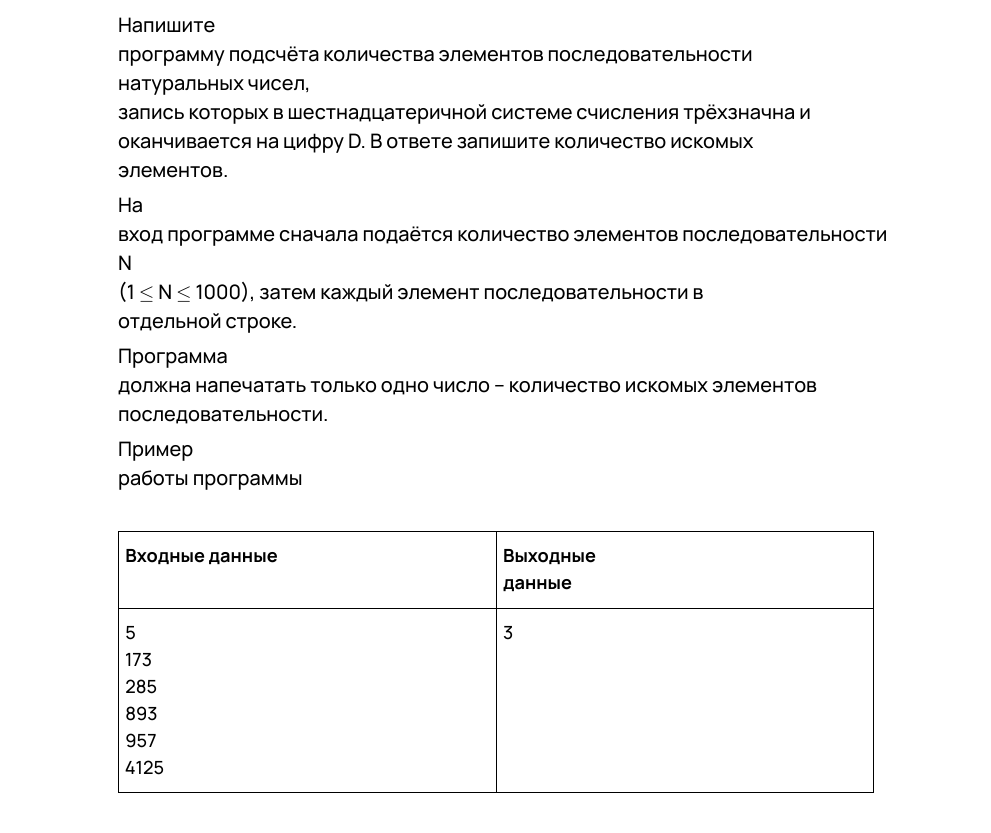 Напишите
программу подсчёта количества элементов последовательности
натуральных чисел,
запись которых в шестнадцатеричной системе счисления трёхзначна и
оканчивается на цифру D. В ответе запишите количество искомых
элементов.
На
вход программе сначала подаётся количество элементов последовательности
N
(1 ≤ N ≤ 1000), затем каждый элемент последовательности в
отдельной строке.
Программа
должна напечатать только одно число – количество искомых элементов
последовательности.
Пример
работы программы
Входные данные
Выходные
данные
5
173
285
893
957
4125
3